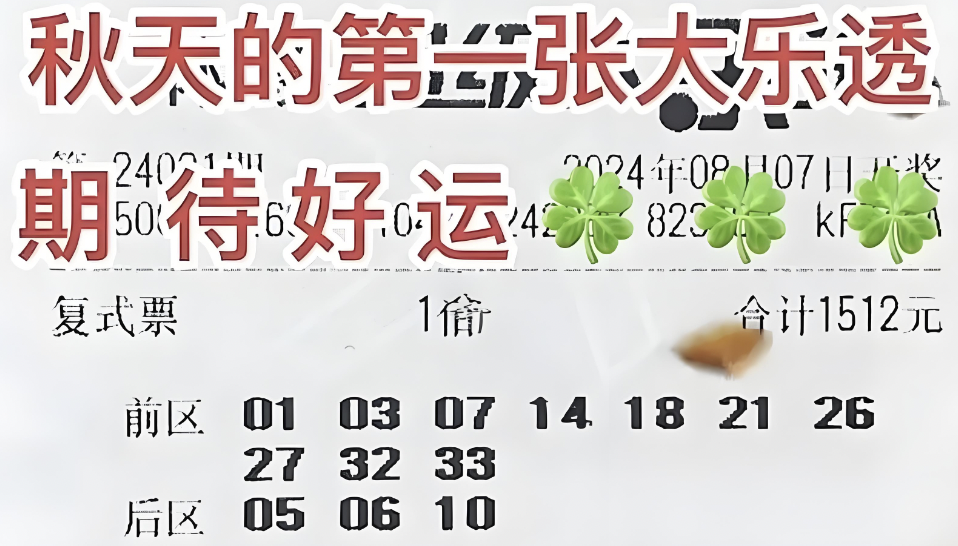 秋天的第一张大乐透
2024年08月07日开奖
期待好运
复式票 1倍 合计1512元
前区 01 03 07 14 18 21 26
27 32 33
后区 05 06 10